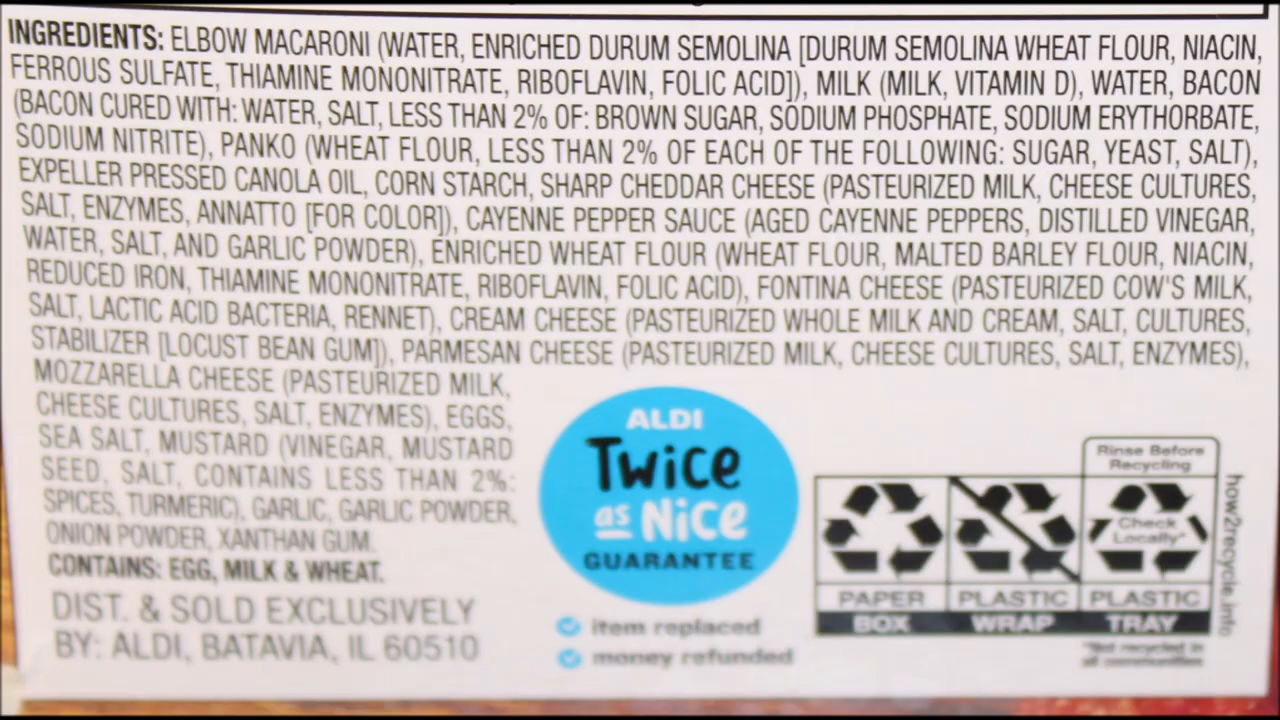 INGREDIENTS: ELBOW MACARONI (WATER, ENRICHED DURUM SEMOLINA [DURUM SEMOLINA WHEAT FLOUR, NIACIN,
FERROUS SULFATE, THIAMINE MONONITRATE, RIBOFLAVIN, FOLIC ACID]), MILK (MILK, VITAMIN D), WATER, BACON
(BACON CURED WITH: WATER, SALT, LESS THAN 2% OF: BROWN SUGAR, SODIUM PHOSPHATE, SODIUM ERYTHORBATE,
SODIUM NITRITE), PANKO (WHEAT FLOUR, LESS THAN 2% OF EACH OF THE FOLLOWING: SUGAR, YEAST, SALT),
EXPELLER PRESSED CANOLA OIL, CORN STARCH, SHARP CHEDDAR CHEESE (PASTEURIZED MILK, CHEESE CULTURES,
SALT, ENZYMES, ANNATTO [FOR COLOR]), CAYENNE PEPPER SAUCE (AGED CAYENNE PEPPERS, DISTILLED VINEGAR,
WATER, SALT, AND GARLIC POWDER), ENRICHED WHEAT FLOUR (WHEAT FLOUR, MALTED BARLEY FLOUR, NIACIN,
REDUCED IRON, THIAMINE MONONITRATE, RIBOFLAVIN, FOLIC ACID), FONTINA CHEESE (PASTEURIZED COW'S MILK,
SALT, LACTIC ACID BACTERIA, RENNET), CREAM CHEESE (PASTEURIZED WHOLE MILK AND CREAM, SALT, CULTURES,
STABILIZER [LOCUST BEAN GUM]), PARMESAN CHEESE (PASTEURIZED MILK, CHEESE CULTURES, SALT, ENZYMES),
MOZZARELLA CHEESE (PASTEURIZED MILK,
CHEESE CULTURES, SALT, ENZYMES), EGGS,
SEA SALT, MUSTARD (VINEGAR, MUSTARD
SEED, SALT, CONTAINS LESS THAN 2%:
SPICES, TURMERIC), GARLIC, GARLIC POWDER,
ONION POWDER, XANTHAN GUM.
CONTAINS: EGG, MILK & WHEAT.
DIST. & SOLD EXCLUSIVELY
BY: ALDI, BATAVIA, IL 60510
ALDI
Twice
as Nice
GUARANTEE
item replaced
money refunded
Rinse Before
Recycling
Check
Locally*
PAPER
BOX
PLASTIC
WRAP
PLASTIC
TRAY
*Not recycled in
all communities
how2recycle.info